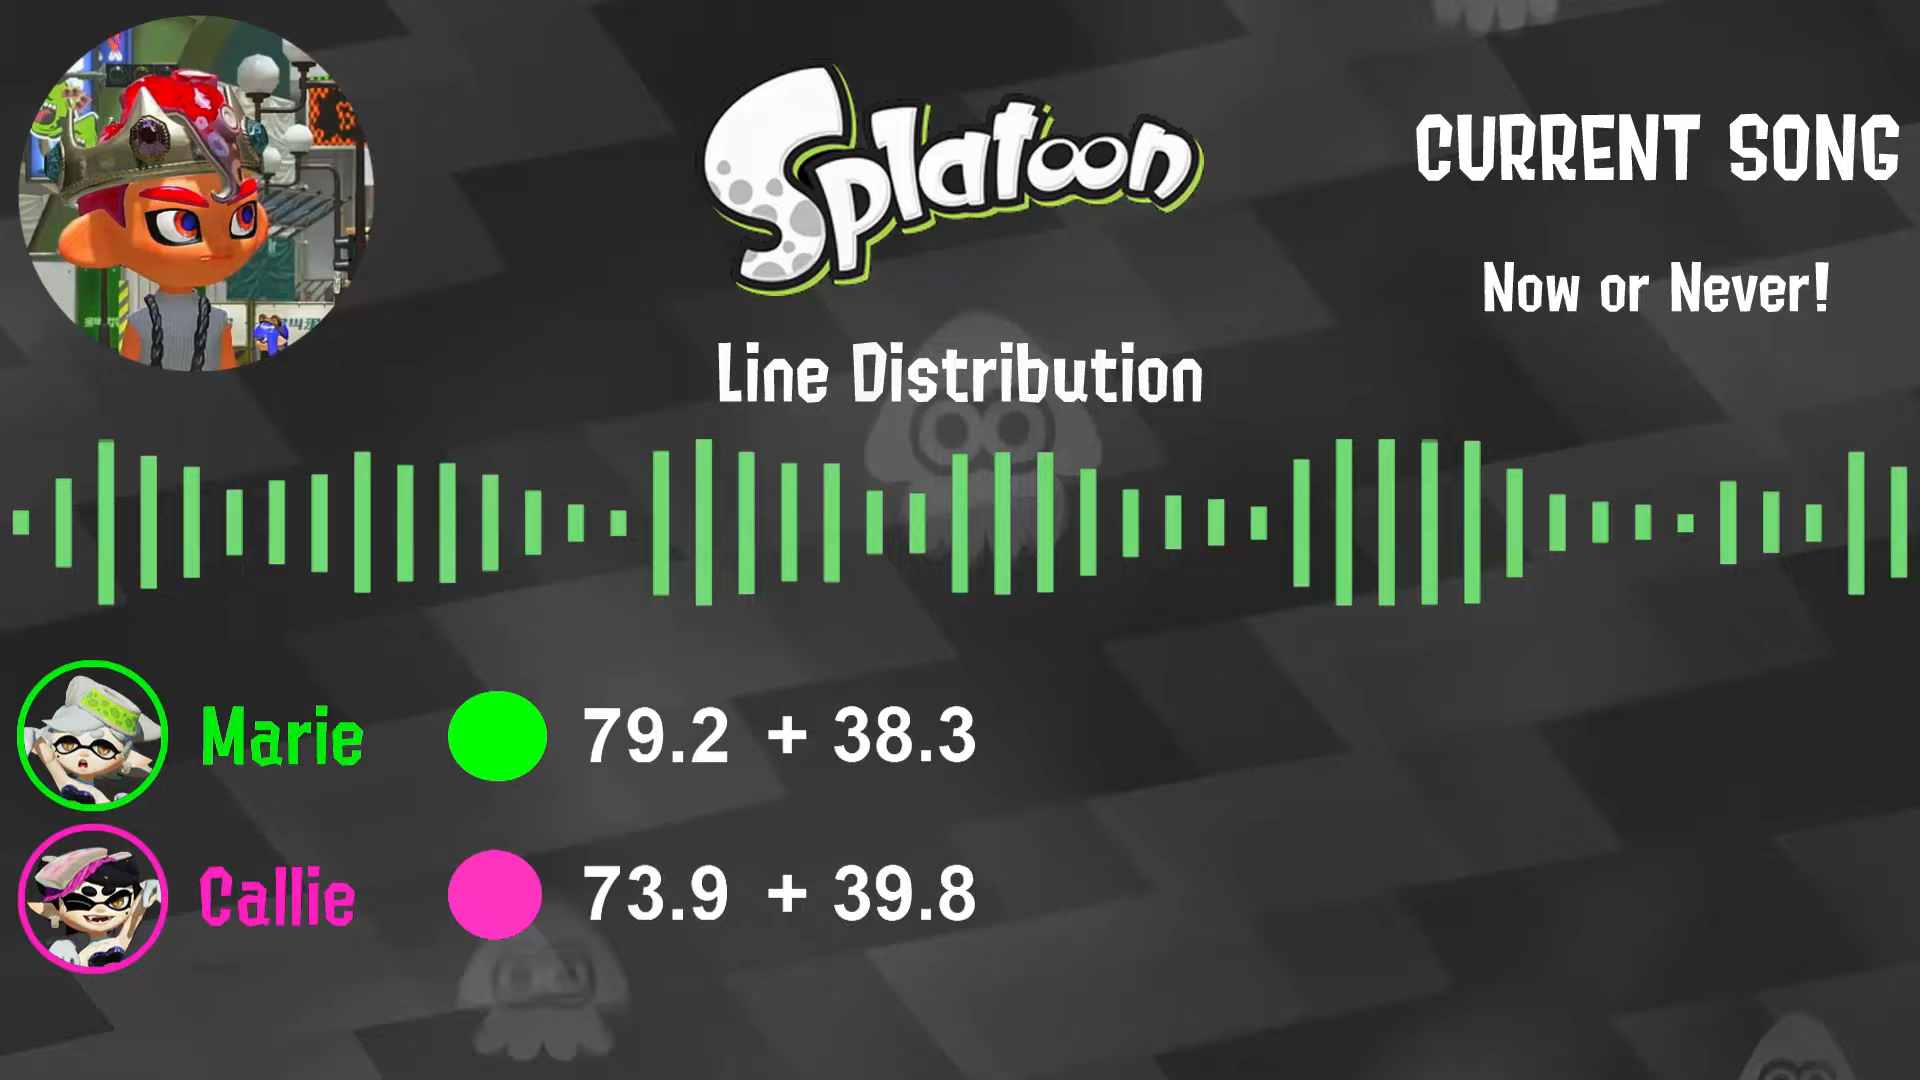 Splatoon
CURRENT SONG
Now or Never!
Line Distribution
Marie 79.2 + 38.3
Callie 73.9 + 39.8